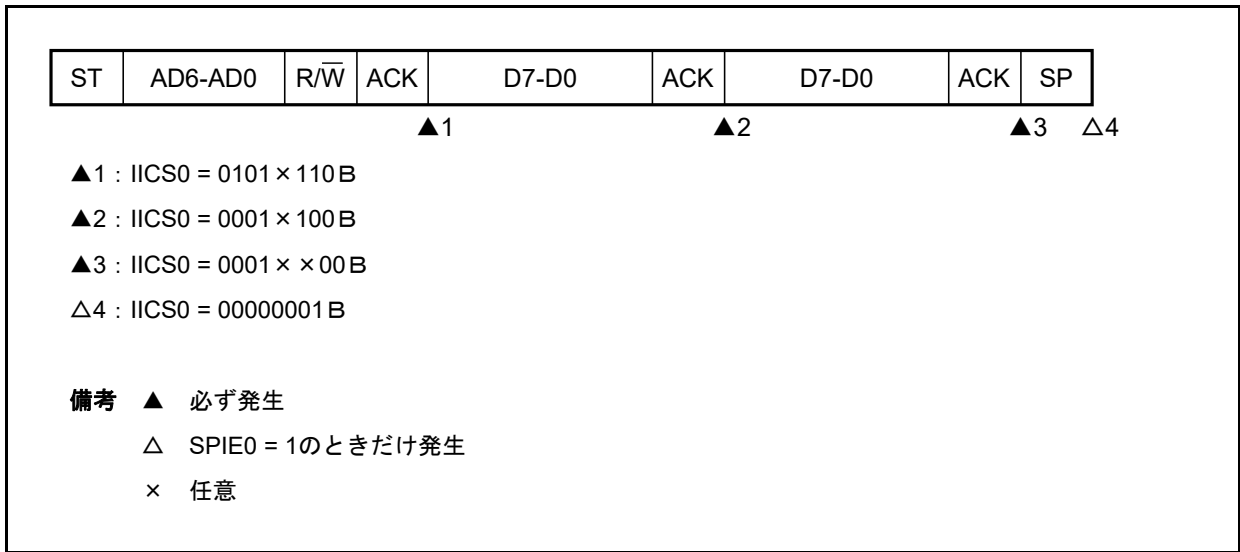 ST AD6-AD0 R/W̅ ACK D7-D0 ACK D7-D0 ACK SP
▲1 ▲2 ▲3 △4
▲1：IICS0 = 0101×110B
▲2：IICS0 = 0001×100B
▲3：IICS0 = 0001××00B
△4：IICS0 = 00000001B
備考 ▲ 必ず発生
△ SPIE0 = 1のときだけ発生
× 任意